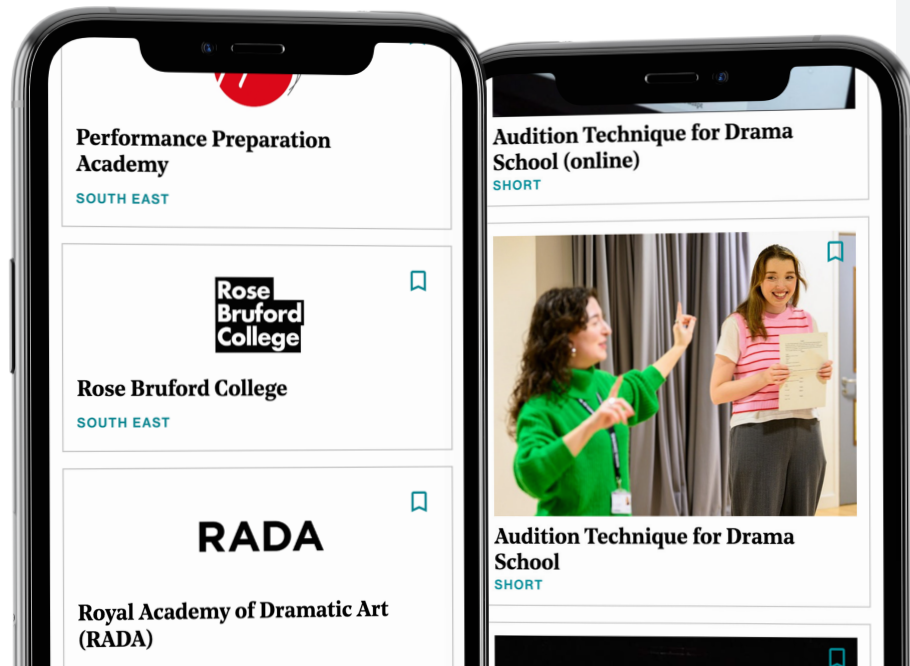 Performance Preparation
Academy
SOUTH EAST
Rose
Bruford
College
Rose Bruford College
SOUTH EAST
RADA
Royal Academy of Dramatic Art
(RADA)
Audition Technique for Drama
School (online)
SHORT
Audition Technique for Drama
School
SHORT